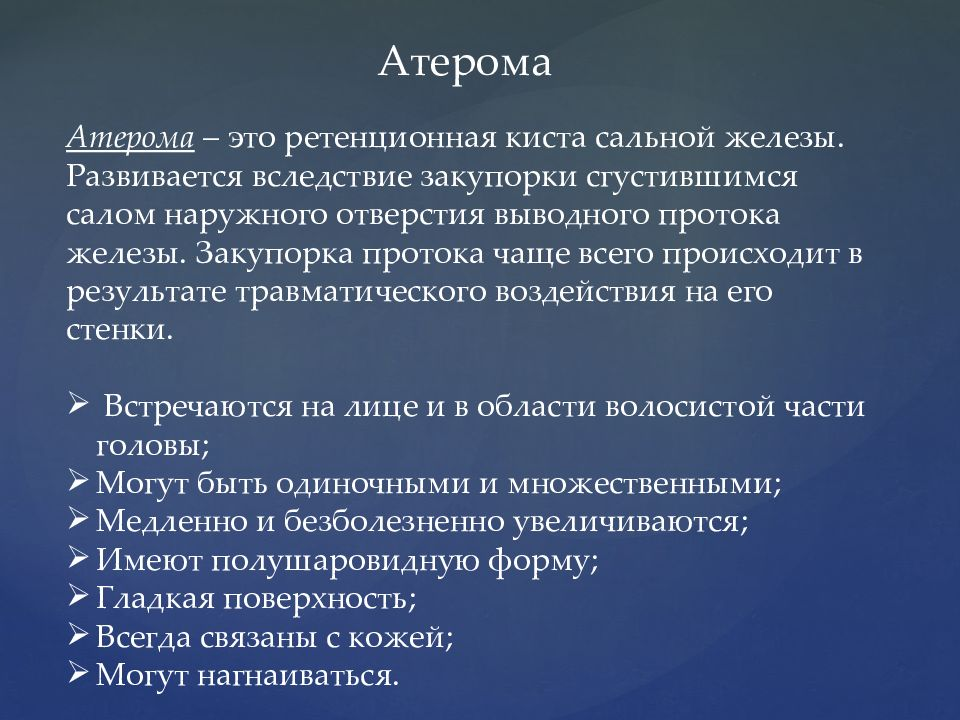 Атерома
Атерома – это ретенционная киста сальной железы.
Развивается вследствие закупорки сгустившимся
салом наружного отверстия выводного протока
железы. Закупорка протока чаще всего происходит в
результате травматического воздействия на его
стенки.
Встречаются на лице и в области волосистой части
головы;
Могут быть одиночными и множественными;
Медленно и безболезненно увеличиваются;
Имеют полушаровидную форму;
Гладкая поверхность;
Всегда связаны с кожей;
Могут нагнаиваться.